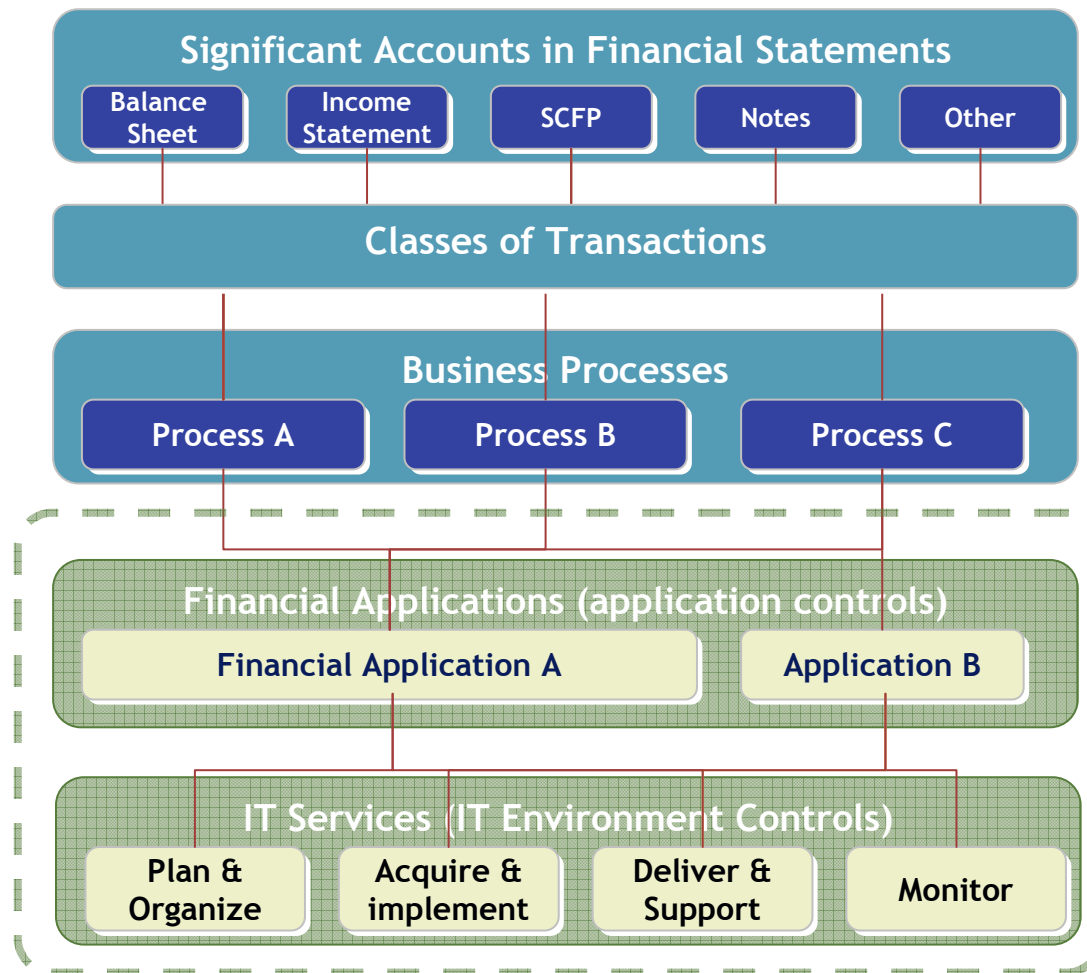 Significant Accounts in Financial Statements
Balance
Sheet
Income
Statement
SCFP
Notes
Other
Classes of Transactions
Business Processes
Process A
Process B
Process C
Financial Applications (application controls)
Financial Application A
Application B
IT Services (IT Environment Controls)
Plan &
Organize
Acquire &
implement
Deliver &
Support
Monitor